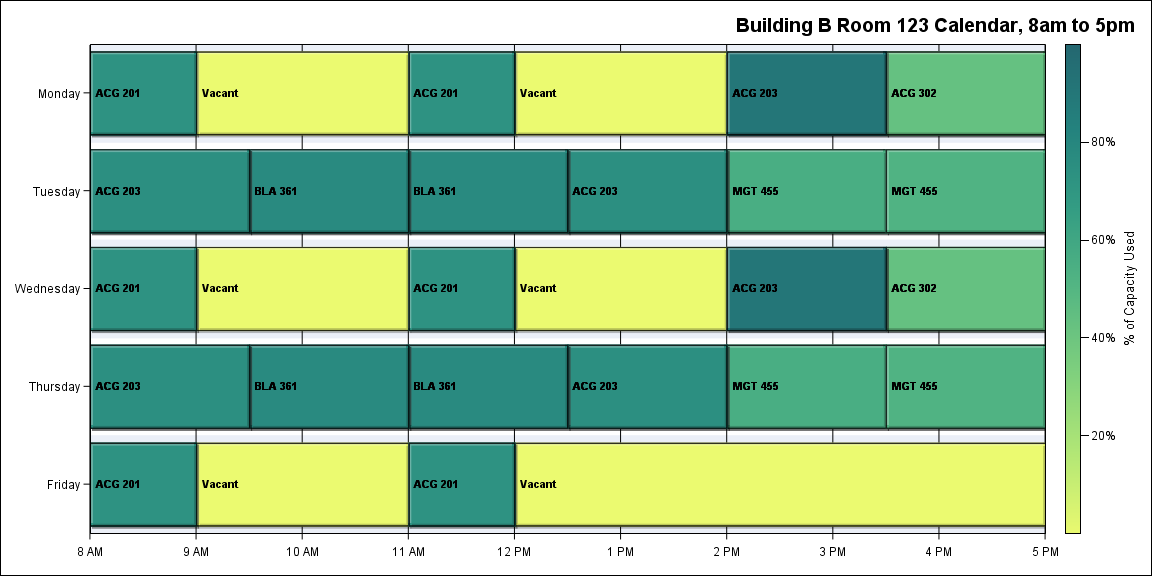 Building B Room 123 Calendar, 8am to 5pm
Monday
ACG 201
Vacant
ACG 201
Vacant
ACG 203
ACG 302
Tuesday
ACG 203
BLA 361
BLA 361
ACG 203
MGT 455
MGT 455
Wednesday
ACG 201
Vacant
ACG 201
Vacant
ACG 203
ACG 302
Thursday
ACG 203
BLA 361
BLA 361
ACG 203
MGT 455
MGT 455
Friday
ACG 201
Vacant
ACG 201
Vacant
8 AM
9 AM
10 AM
11 AM
12 PM
1 PM
2 PM
3 PM
4 PM
5 PM
80%
60%
40%
20%
% of Capacity Used